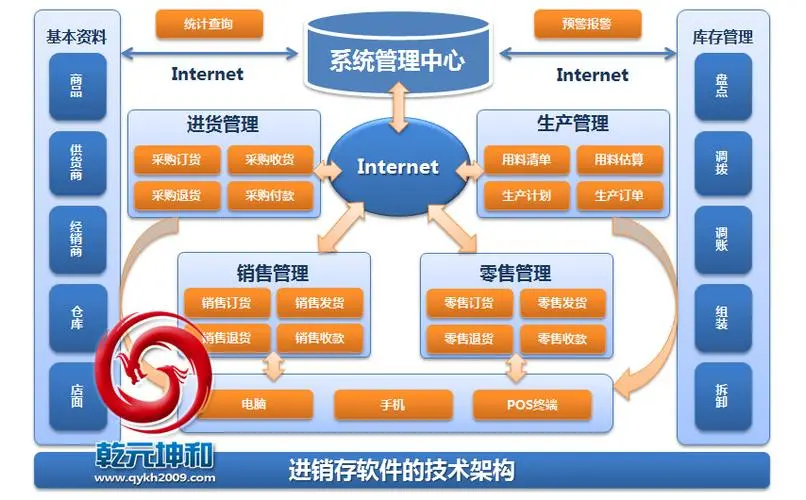 基本资料
商品
供货商
经销商
仓库
店面
统计查询
Internet
系统管理中心
预警报警
Internet
库存管理
盘点
调拨
调账
组装
拆卸
进货管理
采购订货
采购收货
采购退货
采购付款
Internet
生产管理
用料清单
用料估算
生产计划
生产订单
销售管理
销售订货
销售发货
销售退货
销售收款
零售管理
零售订货
零售发货
零售退货
零售收款
电脑
手机
POS终端
乾元坤和
www.qykh2009.com
进销存软件的技术架构